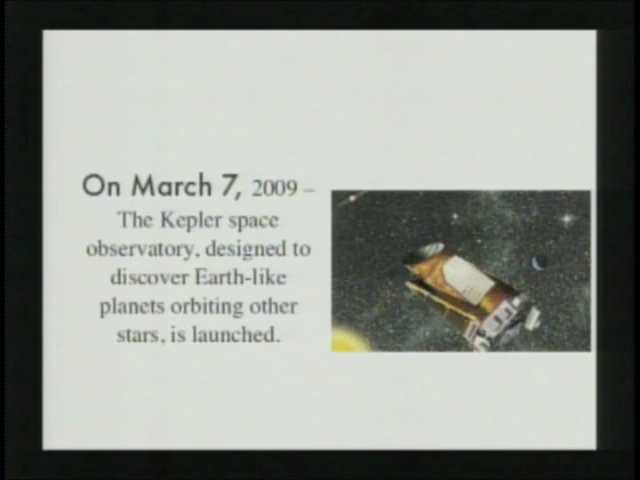 On March 7, 2009 –
The Kepler space
observatory, designed to
discover Earth-like
planets orbiting other
stars, is launched.